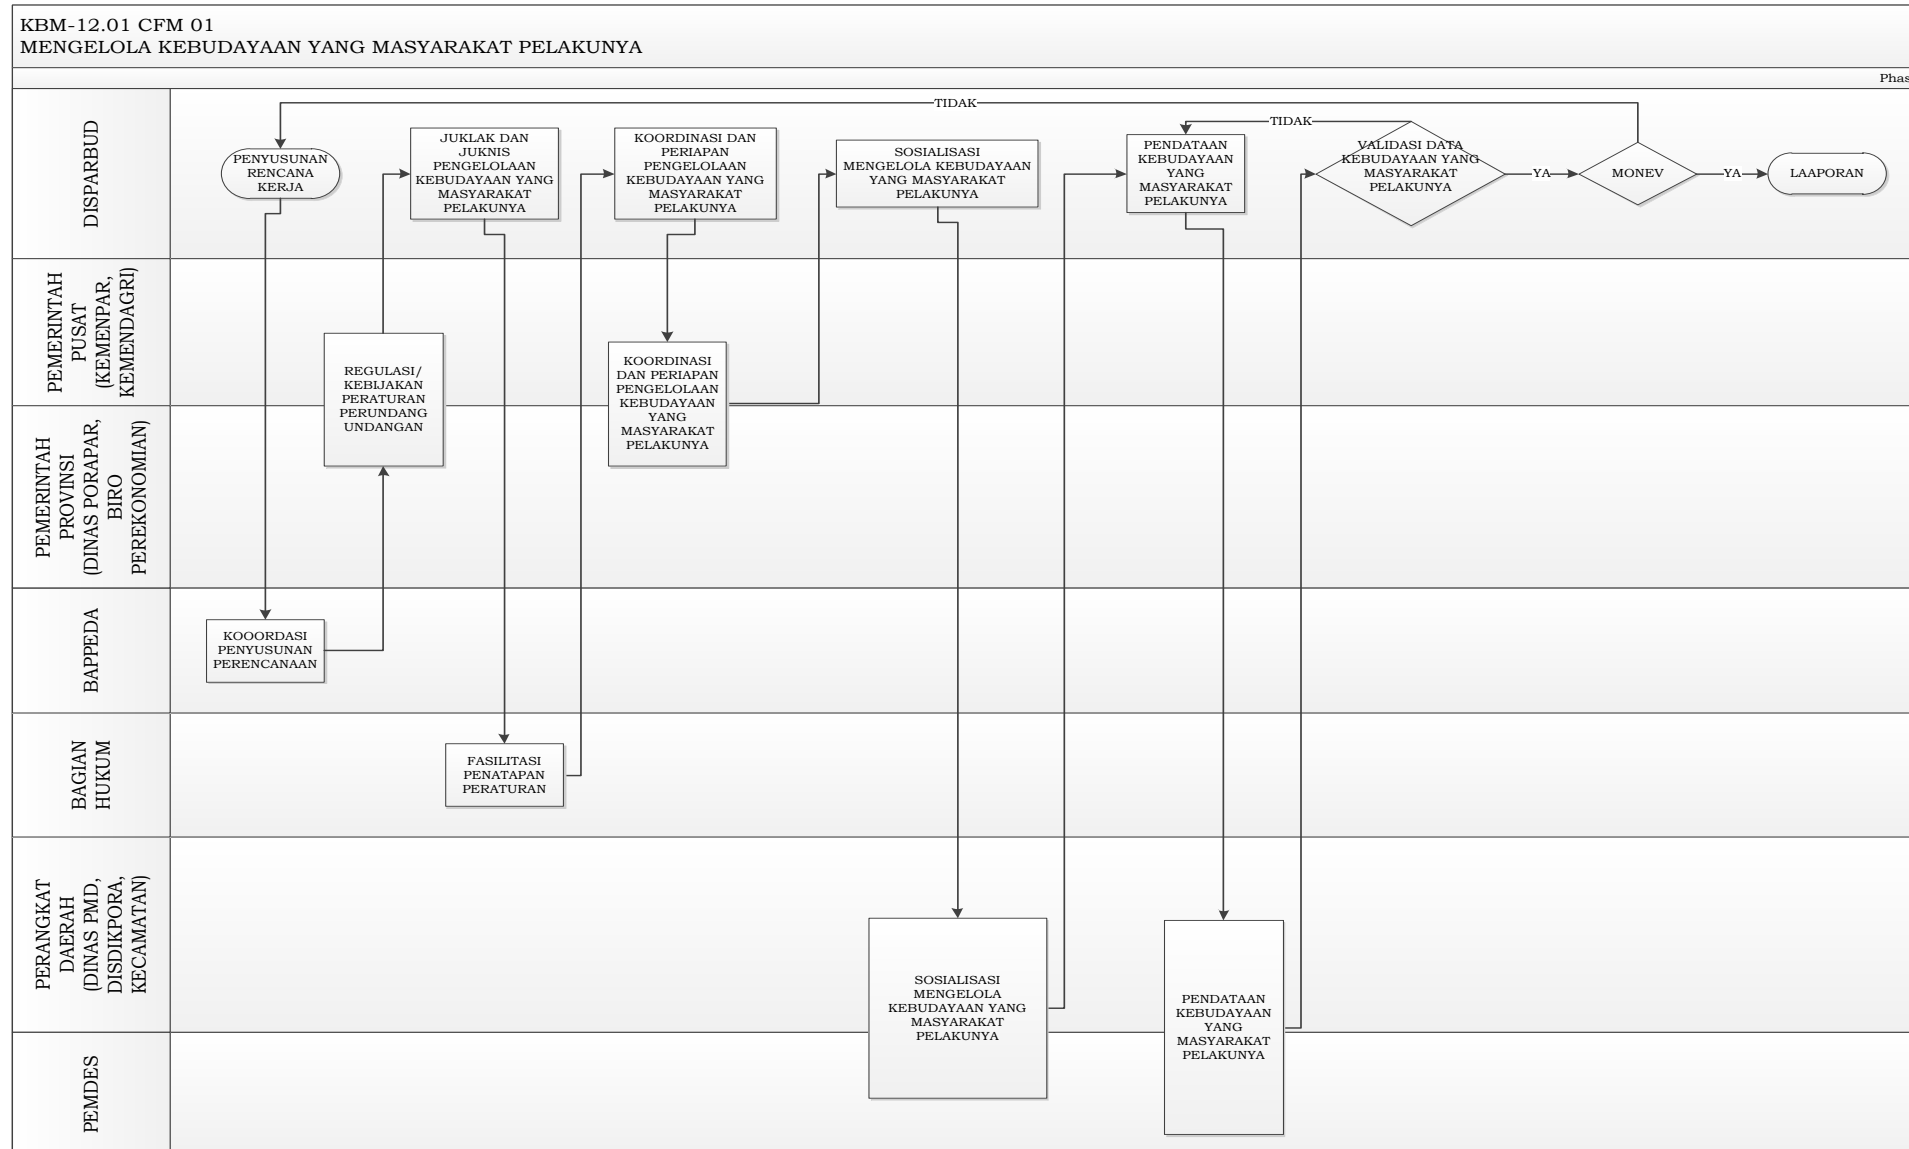 KBM-12.01 CFM 01
MENGELOLA KEBUDAYAAN YANG MASYARAKAT PELAKUNYA
Phas
DISPARBUD
TIDAK
PENYUSUNAN
RENCANA
KERJA
JUKLAK DAN
JUKNIS
PENGELOLAAN
KEBUDAYAAN YANG
MASYARAKAT
PELAKUNYA
KOORDINASI DAN
PERIAPAN
PENGELOLAAN
KEBUDAYAAN YANG
MASYARAKAT
PELAKUNYA
SOSIALISASI
MENGELOLA KEBUDAYAAN
YANG MASYARAKAT
PELAKUNYA
PENDATAAN
KEBUDAYAAN
YANG
MASYARAKAT
PELAKUNYA
TIDAK
VALIDASI DATA
KEBUDAYAAN YANG
MASYARAKAT
PELAKUNYA
YA
MONEV
YA
LAAPORAN
PEMERINTAH
PUSAT
(KEMENPAR,
KEMENDAGRI)
REGULASI/
KEBIJAKAN
PERATURAN
PERUNDANG
UNDANGAN
KOORDINASI
DAN PERIAPAN
PENGELOLAAN
KEBUDAYAAN
YANG
MASYARAKAT
PELAKUNYA
PEMERINTAH
PROVINSI
(DINAS PORAPAR,
BIRO
PEREKONOMIAN)
BAPPEDA
KOOORDASI
PENYUSUNAN
PERENCANAAN
BAGIAN
HUKUM
FASILITASI
PENATAPAN
PERATURAN
PERANGKAT
DAERAH
(DINAS PMD,
DISDIKPORA,
KECAMATAN)
SOSIALISASI
MENGELOLA
KEBUDAYAAN YANG
MASYARAKAT
PELAKUNYA
PENDATAAN
KEBUDAYAAN
YANG
MASYARAKAT
PELAKUNYA
PEMDES